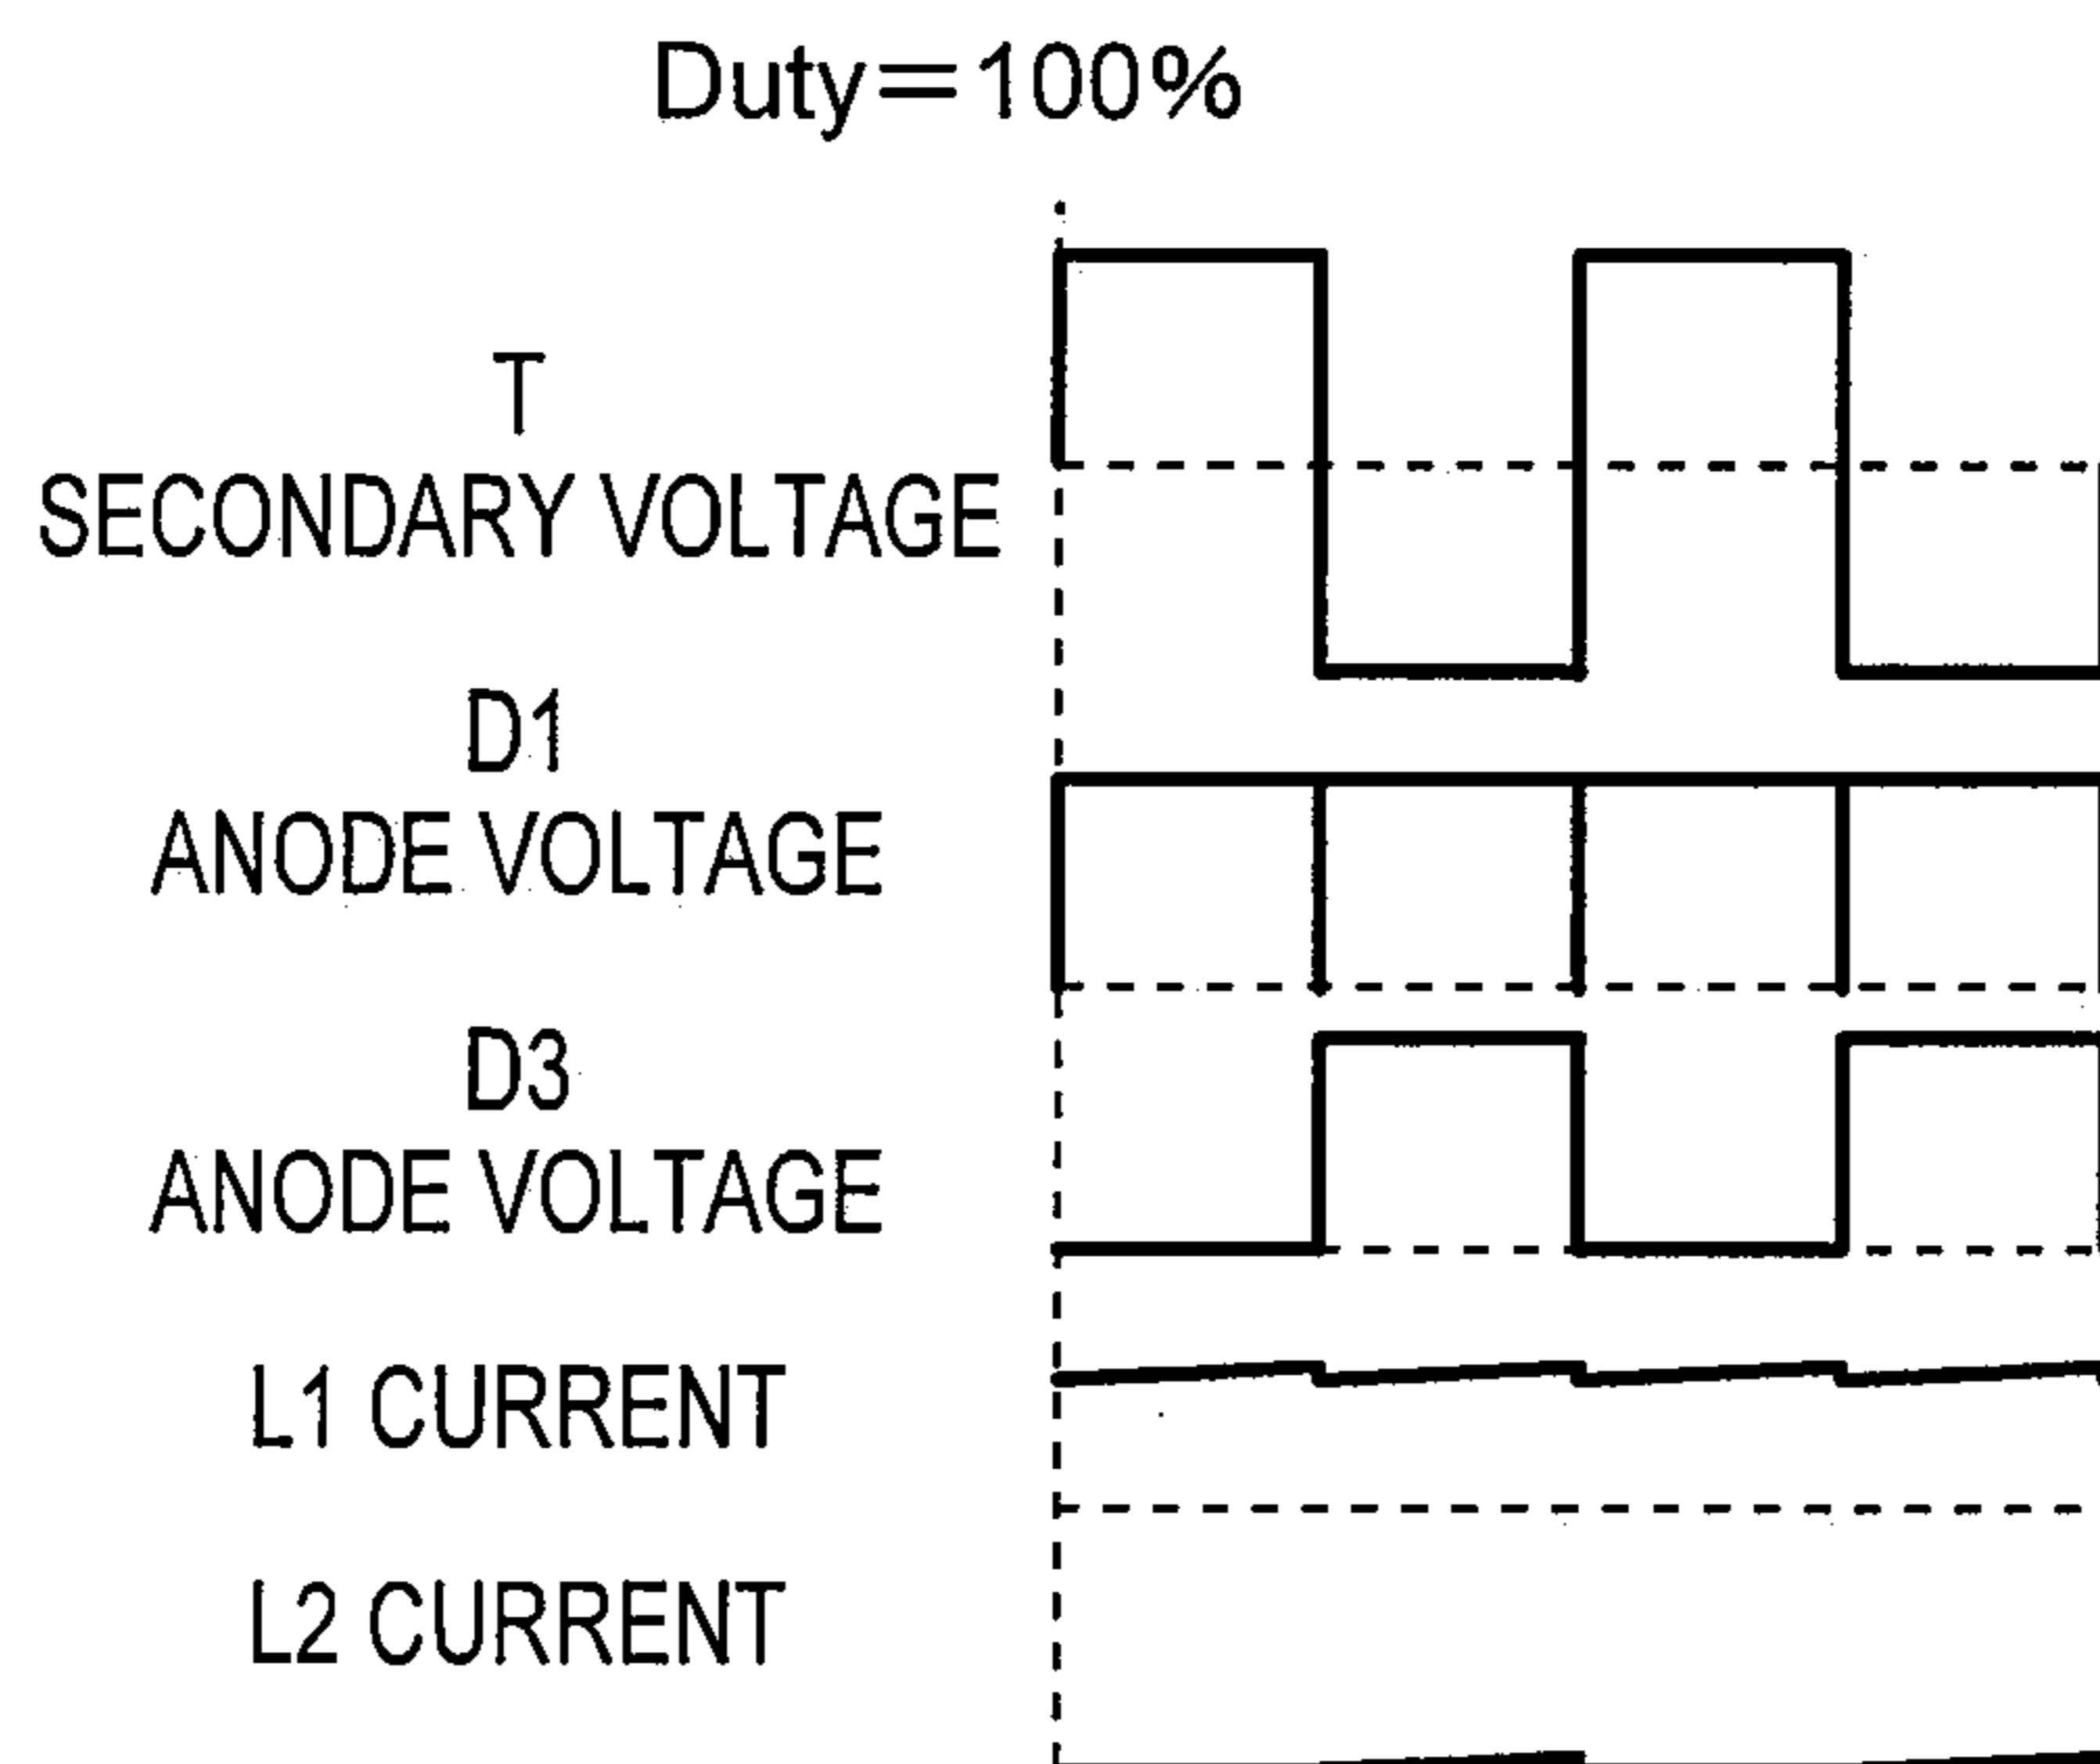 Duty=100%
T
SECONDARY VOLTAGE
D1
ANODE VOLTAGE
D3
ANODE VOLTAGE
L1 CURRENT
L2 CURRENT